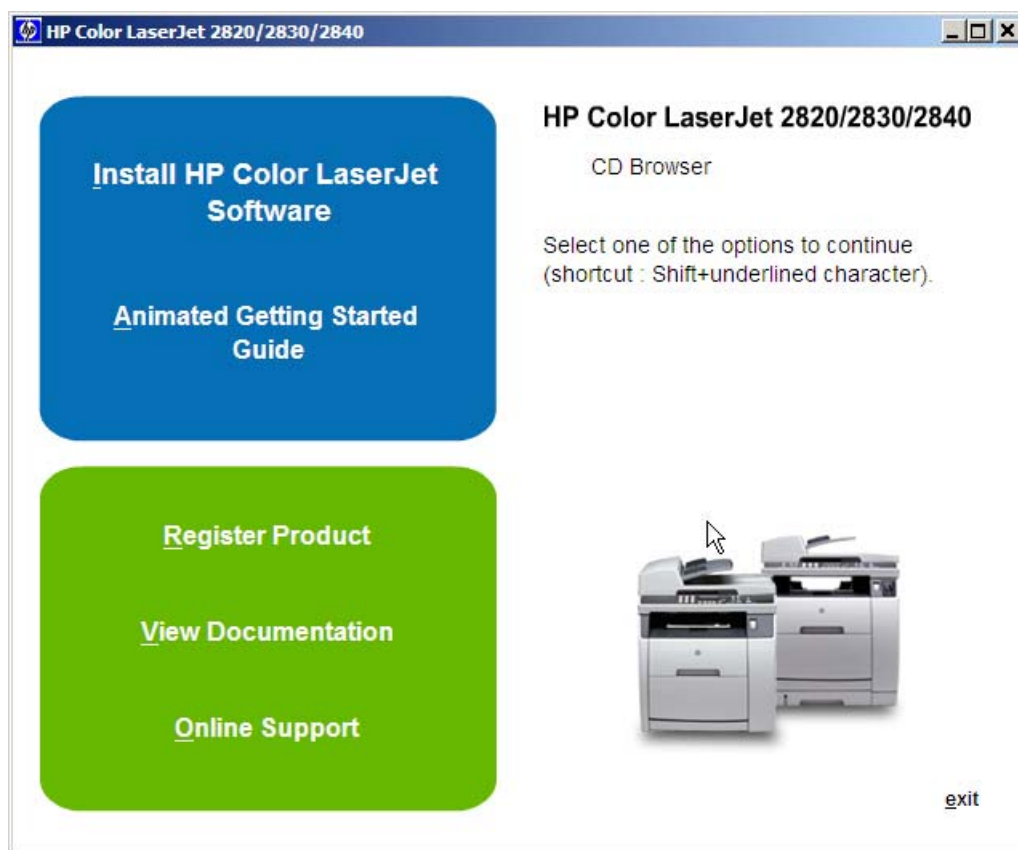 HP Color LaserJet 2820/2830/2840
Install HP Color LaserJet
Software
Animated Getting Started
Guide
Register Product
View Documentation
Online Support
HP Color LaserJet 2820/2830/2840
CD Browser
Select one of the options to continue
(shortcut : Shift+underlined character).
exit